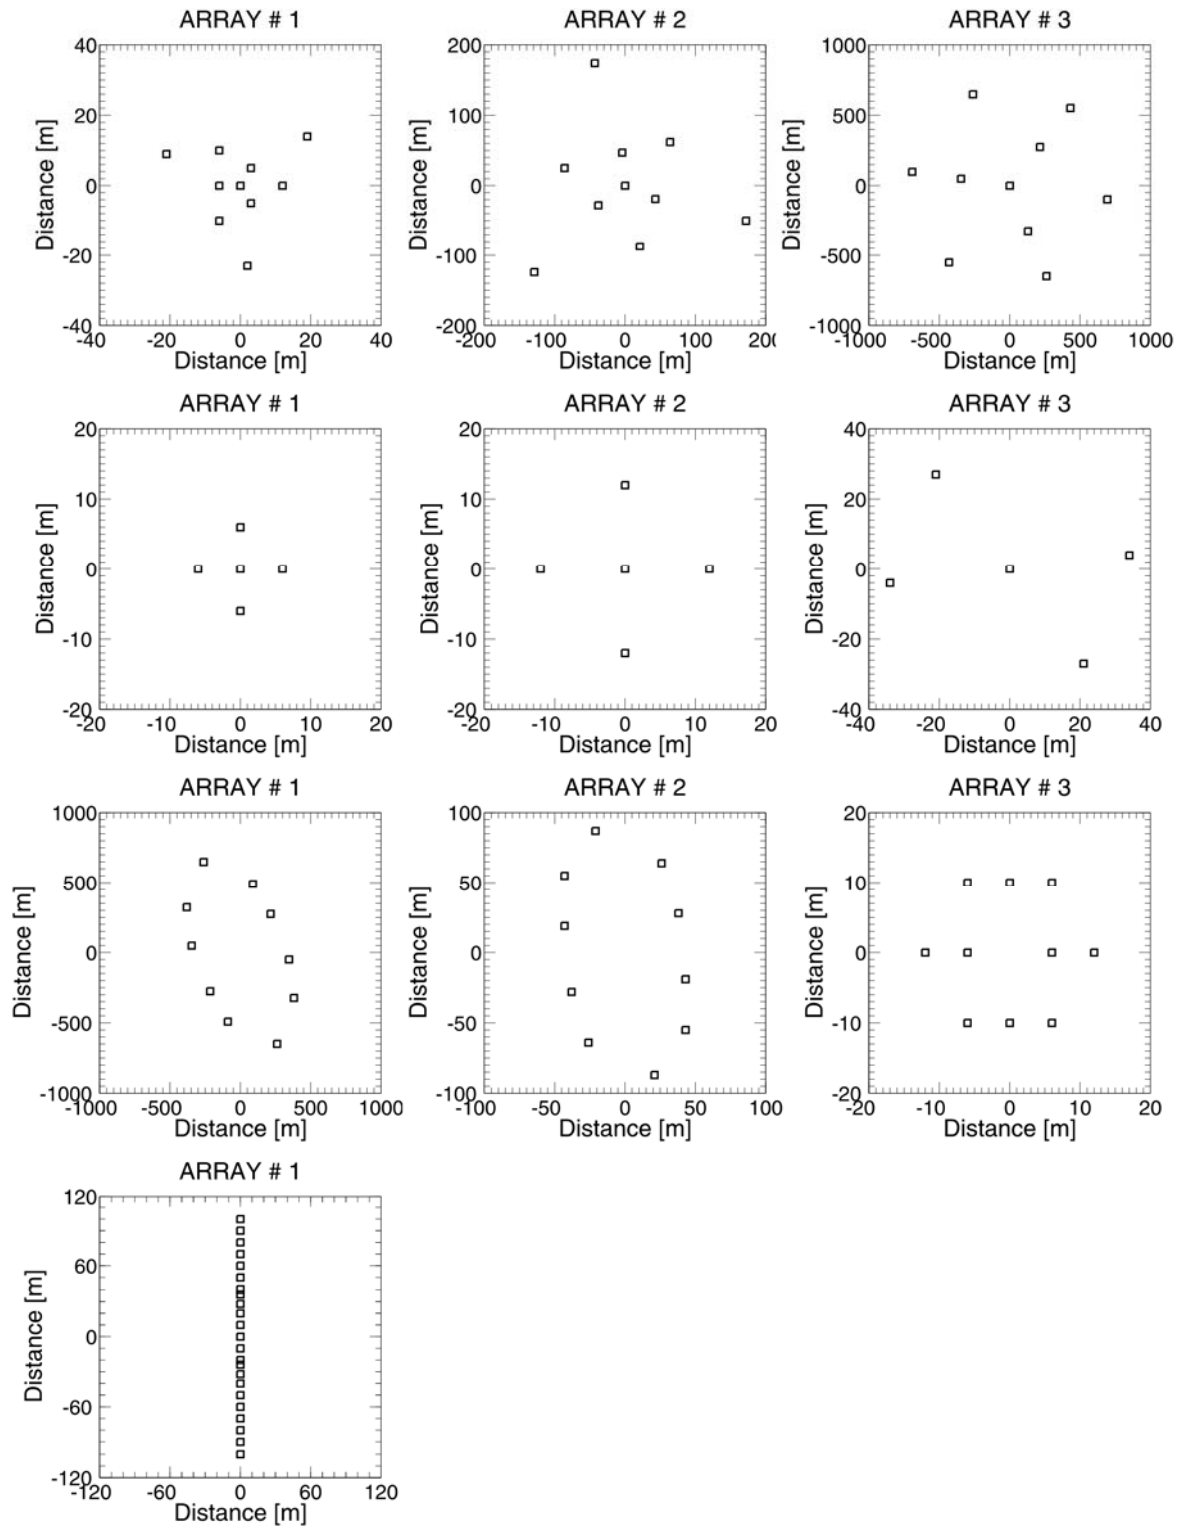 ARRAY # 1 ARRAY # 2 ARRAY # 3
40 200 1000
20 100 500
0 0 0
-20 -100 -500
-40 -200 -1000
-40 -20 0 20 40 -200 -100 0 100 20 -1000 -500 0 500 1000
Distance [m] Distance [m] Distance [m]
Distance [m] Distance [m] Distance [m]
ARRAY # 1 ARRAY # 2 ARRAY # 3
20 20 40
10 10 20
0 0 0
-10 -10 -20
-20 -20 -40
-20 -10 0 10 20 -20 -10 0 10 20 -40 -20 0 20 40
Distance [m] Distance [m] Distance [m]
Distance [m] Distance [m] Distance [m]
ARRAY # 1 ARRAY # 2 ARRAY # 3
1000 100 20
500 50 10
0 0 0
-500 -50 -10
-1000 -100 -20
-1000 -500 0 500 1000 -100 -50 0 50 100 -20 -10 0 10 20
Distance [m] Distance [m] Distance [m]
Distance [m] Distance [m] Distance [m]
ARRAY # 1
120
60
0
-60
-120
-120 -60 0 60 120
Distance [m]
Distance [m]